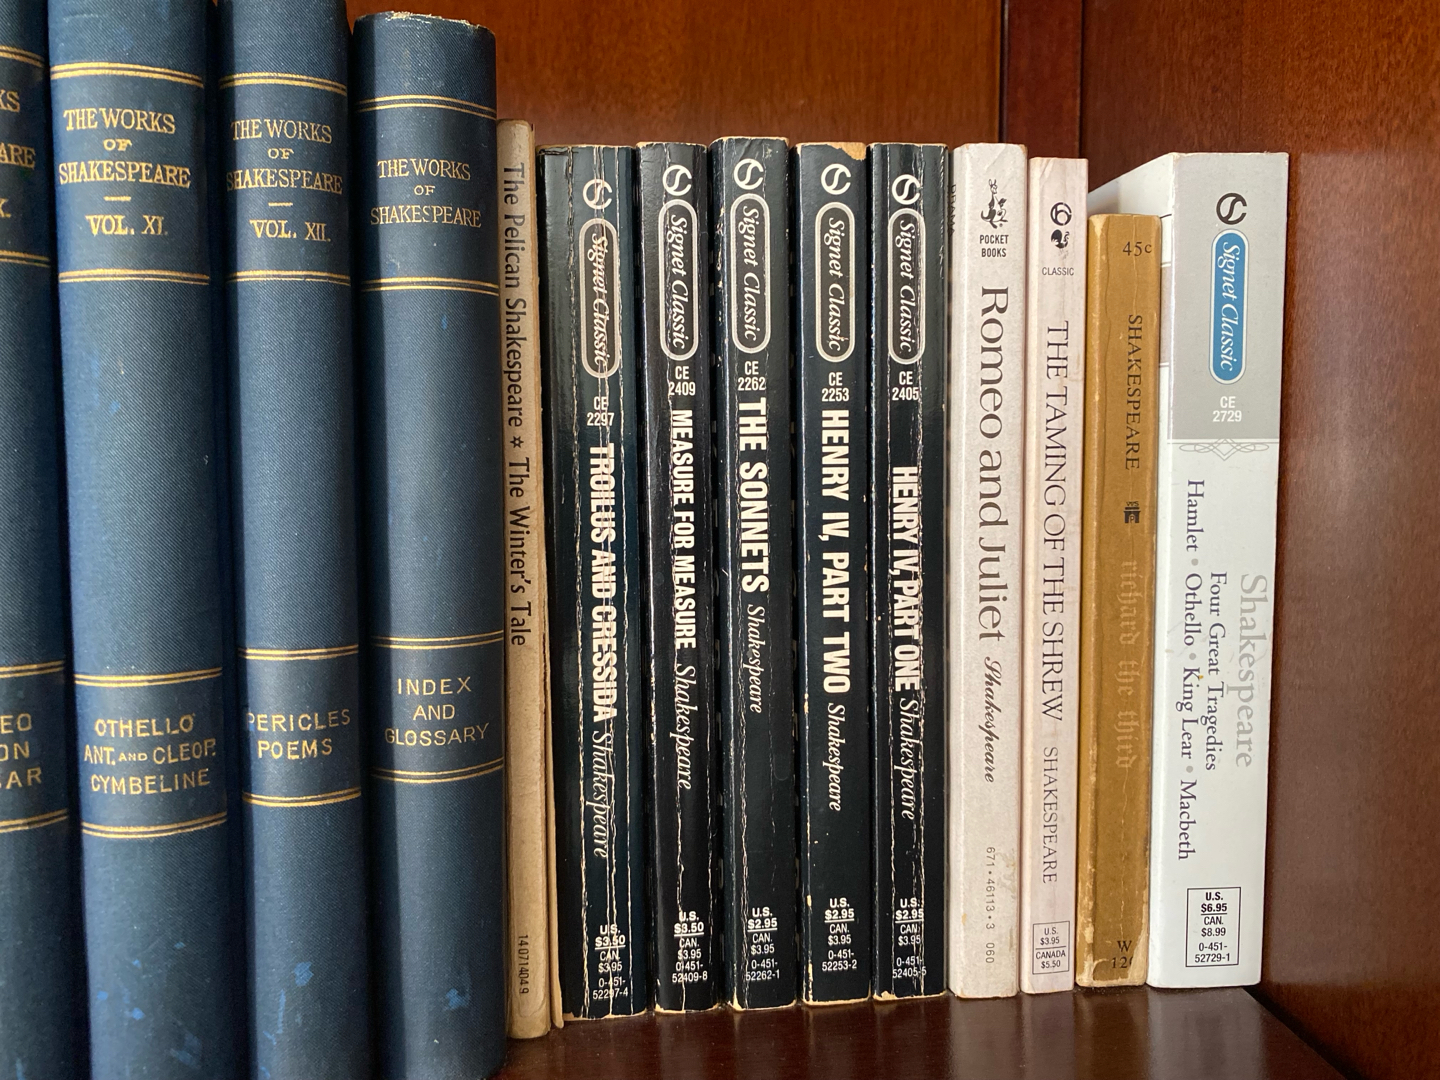 THE WORKS
OF
SHAKESPEARE
VOL. XI.
OTHELLO
ANT. AND CLEOP.
CYMBELINE
THE WORKS
OF
SHAKESPEARE
VOL. XII.
PERICLES
POEMS
THE WORKS
OF
SHAKESPEARE
INDEX
AND
GLOSSARY
The Pelican Shakespeare * The Winter's Tale
14 071404 9
Signet Classic
CE
2297
TROILUS AND CRESSIDA Shakespeare
U.S.
$3.50
CAN.
$3.95
0-451-
52297-4
Signet Classic
CE
2409
MEASURE FOR MEASURE Shakespeare
U.S.
$3.50
CAN.
$3.95
0-451-
52409-8
Signet Classic
CE
2262
THE SONNETS Shakespeare
U.S.
$2.95
CAN.
$3.95
0-451-
52262-1
Signet Classic
CE
2253
HENRY IV, PART TWO Shakespeare
U.S.
$2.95
CAN.
$3.95
0-451-
52253-2
Signet Classic
CE
2405
HENRY IV, PART ONE Shakespeare
U.S.
$2.95
CAN.
$3.95
0-451-
52405-5
POCKET
BOOKS
Romeo and Juliet Shakespeare
671 • 46113 • 3 060
CLASSIC
THE TAMING OF THE SHREW SHAKESPEARE
U.S.
$3.95
CANADA
$5.50
45c
SHAKESPEARE richard the third
W
Signet Classic
CE
2729
Shakespeare
Four Great Tragedies
Hamlet • Othello • King Lear • Macbeth
U.S.
$6.95
CAN.
$8.99
0-451-
52729-1